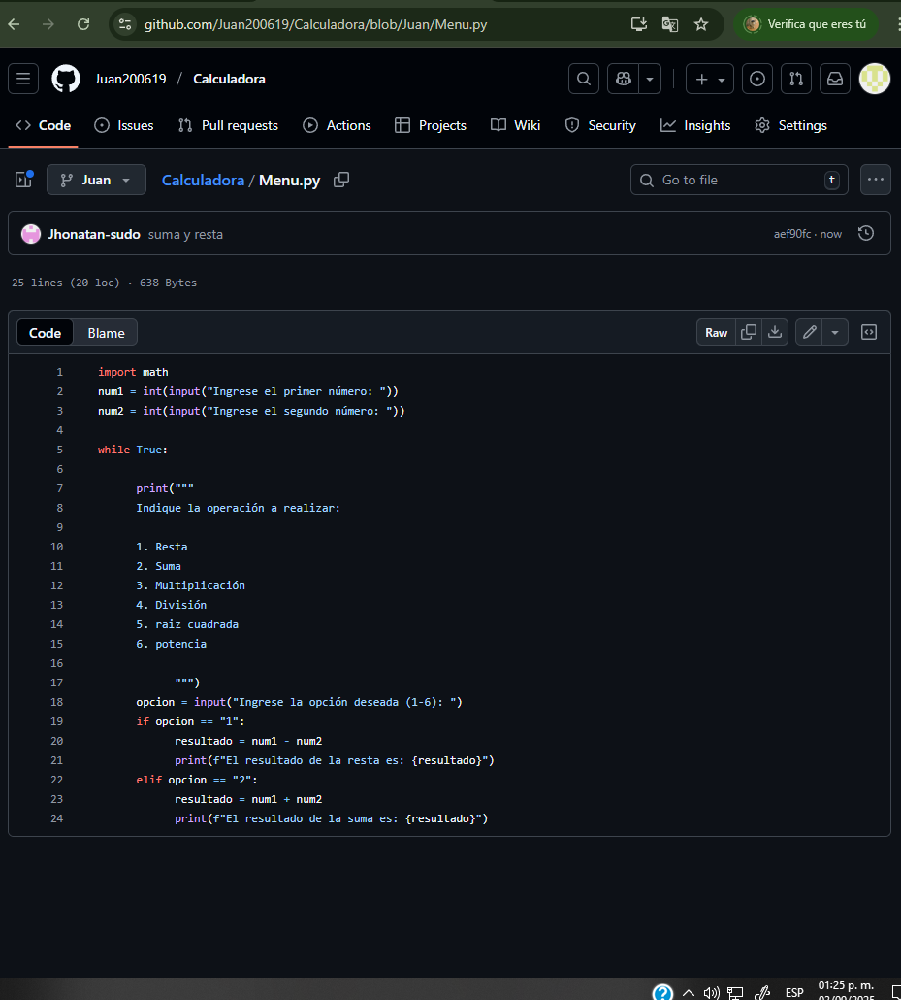 github.com/Juan200619/Calculadora/blob/Juan/Menu.py
Verifica que eres tú
Juan200619 / Calculadora
Code Issues Pull requests Actions Projects Wiki Security Insights Settings
Juan Calculadora / Menu.py Go to file t
Jhonatan-sudo suma y resta aef90fc · now
25 lines (20 loc) · 638 Bytes
Code Blame Raw
1 import math
2 num1 = int(input("Ingrese el primer número: "))
3 num2 = int(input("Ingrese el segundo número: "))
4
5 while True:
6
7 print("""
8 Indique la operación a realizar:
9
10 1. Resta
11 2. Suma
12 3. Multiplicación
13 4. División
14 5. raiz cuadrada
15 6. potencia
16
17 """)
18 opcion = input("Ingrese la opción deseada (1-6): ")
19 if opcion == "1":
20 resultado = num1 - num2
21 print(f"El resultado de la resta es: {resultado}")
22 elif opcion == "2":
23 resultado = num1 + num2
24 print(f"El resultado de la suma es: {resultado}")
ESP 01:25 p. m.